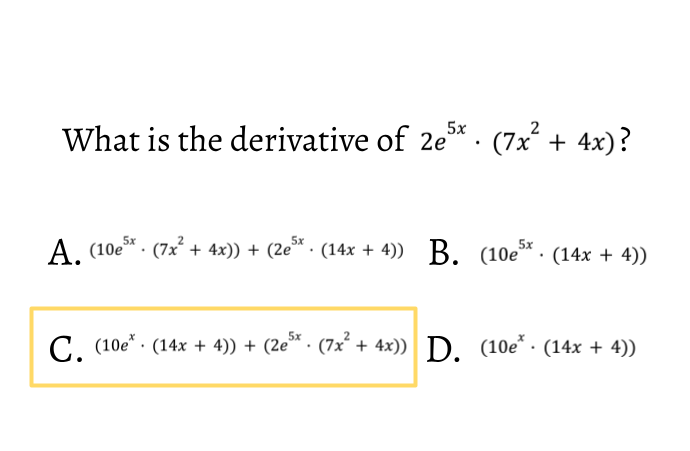 What is the derivative of 2e^{5x} · (7x^{2} + 4x)?
A. (10e^{5x} · (7x^{2} + 4x)) + (2e^{5x} · (14x + 4)) B. (10e^{5x} · (14x + 4))
C. (10e^{x} · (14x + 4)) + (2e^{5x} · (7x^{2} + 4x)) D. (10e^{x} · (14x + 4))